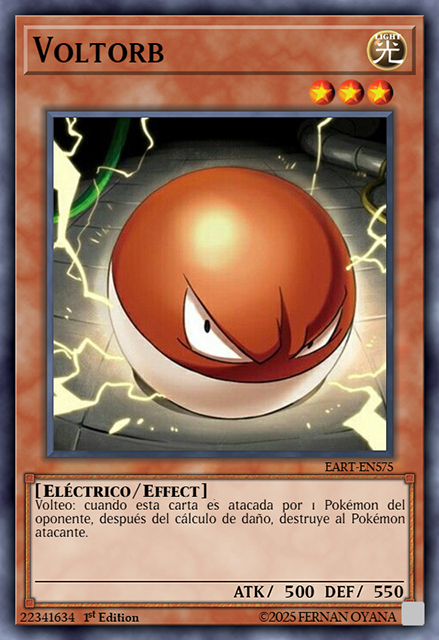 VOLTORB
LIGHT
光
EART-EN575
[ELÉCTRICO/EFFECT]
Volteo: cuando esta carta es atacada por 1 Pokémon del
oponente, después del cálculo de daño, destruye al Pokémon
atacante.
ATK/ 500 DEF/ 550
22341634 1st Edition ©2025 FERNAN OYANA